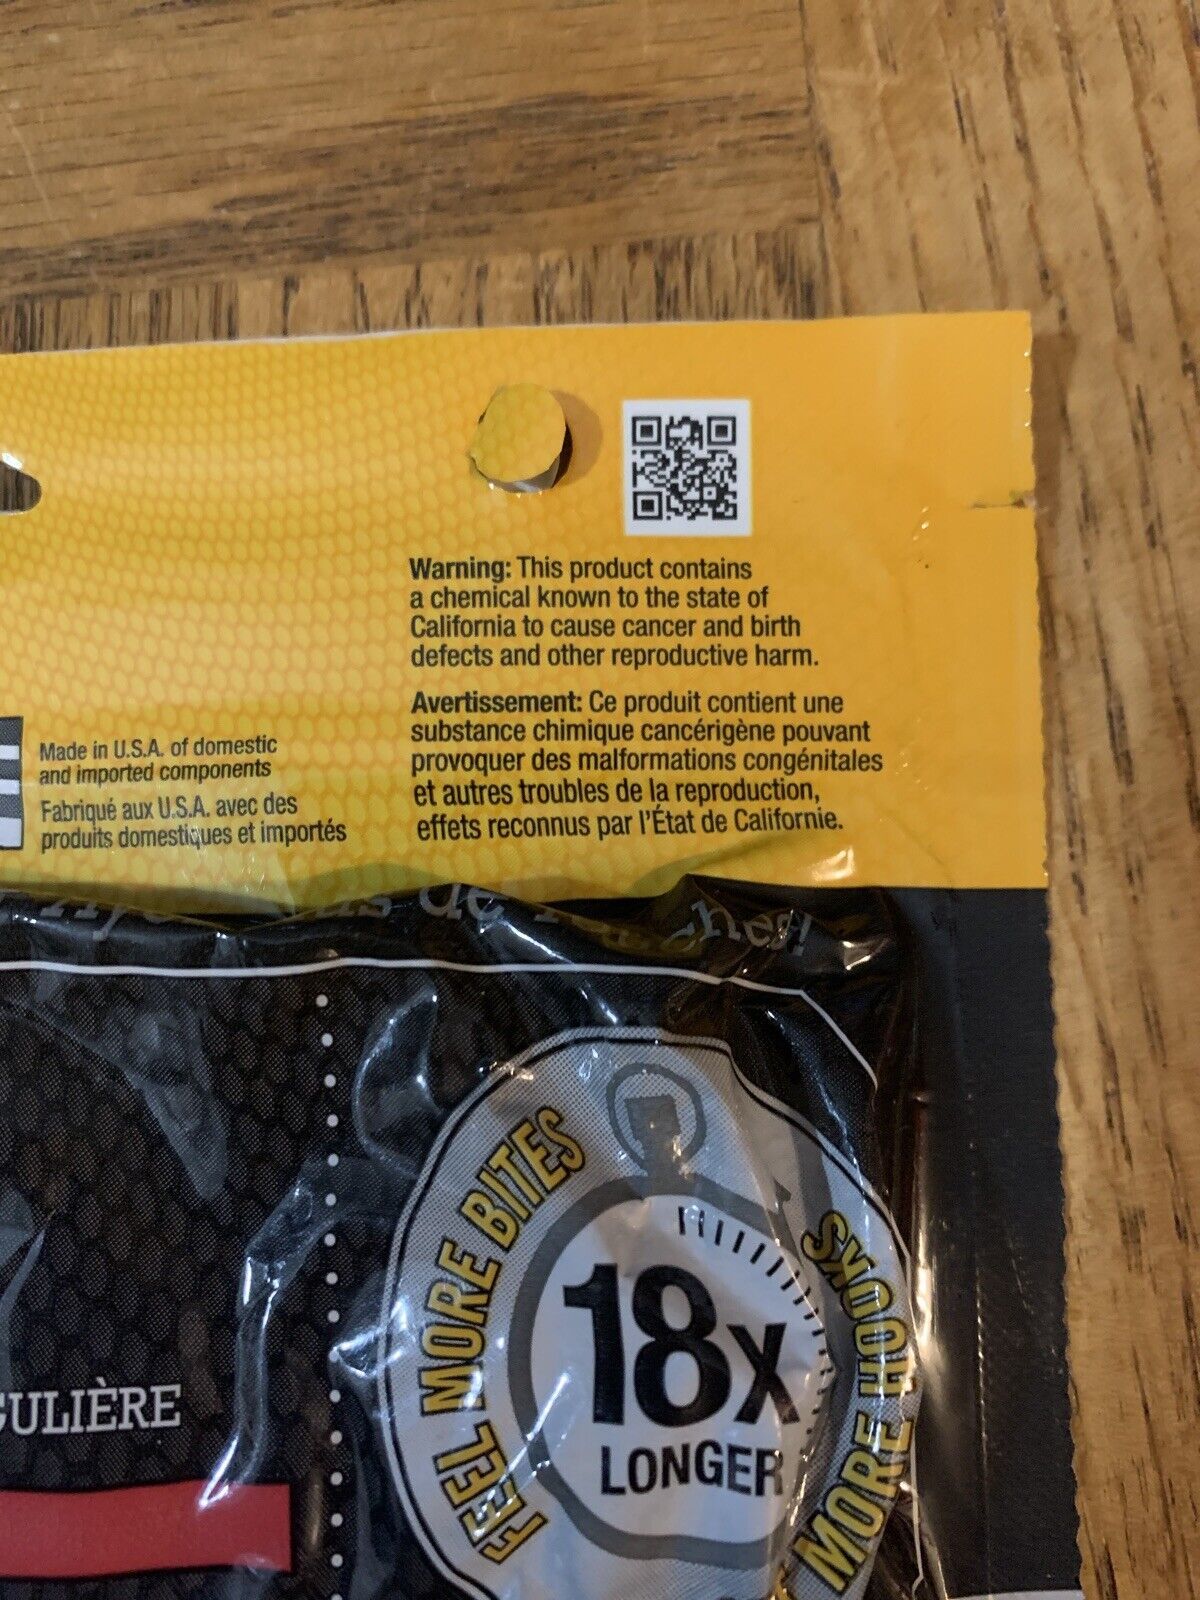 Warning: This product contains
a chemical known to the state of
California to cause cancer and birth
defects and other reproductive harm.
Avertissement: Ce produit contient une
substance chimique cancérigène pouvant
provoquer des malformations congénitales
et autres troubles de la reproduction,
effets reconnus par l'État de Californie.
Made in U.S.A. of domestic
and imported components
Fabriqué aux U.S.A. avec des
produits domestiques et importés
de
GULIÈRE
FEEL MORE BITES
18x
LONGER
MORE HOOKS